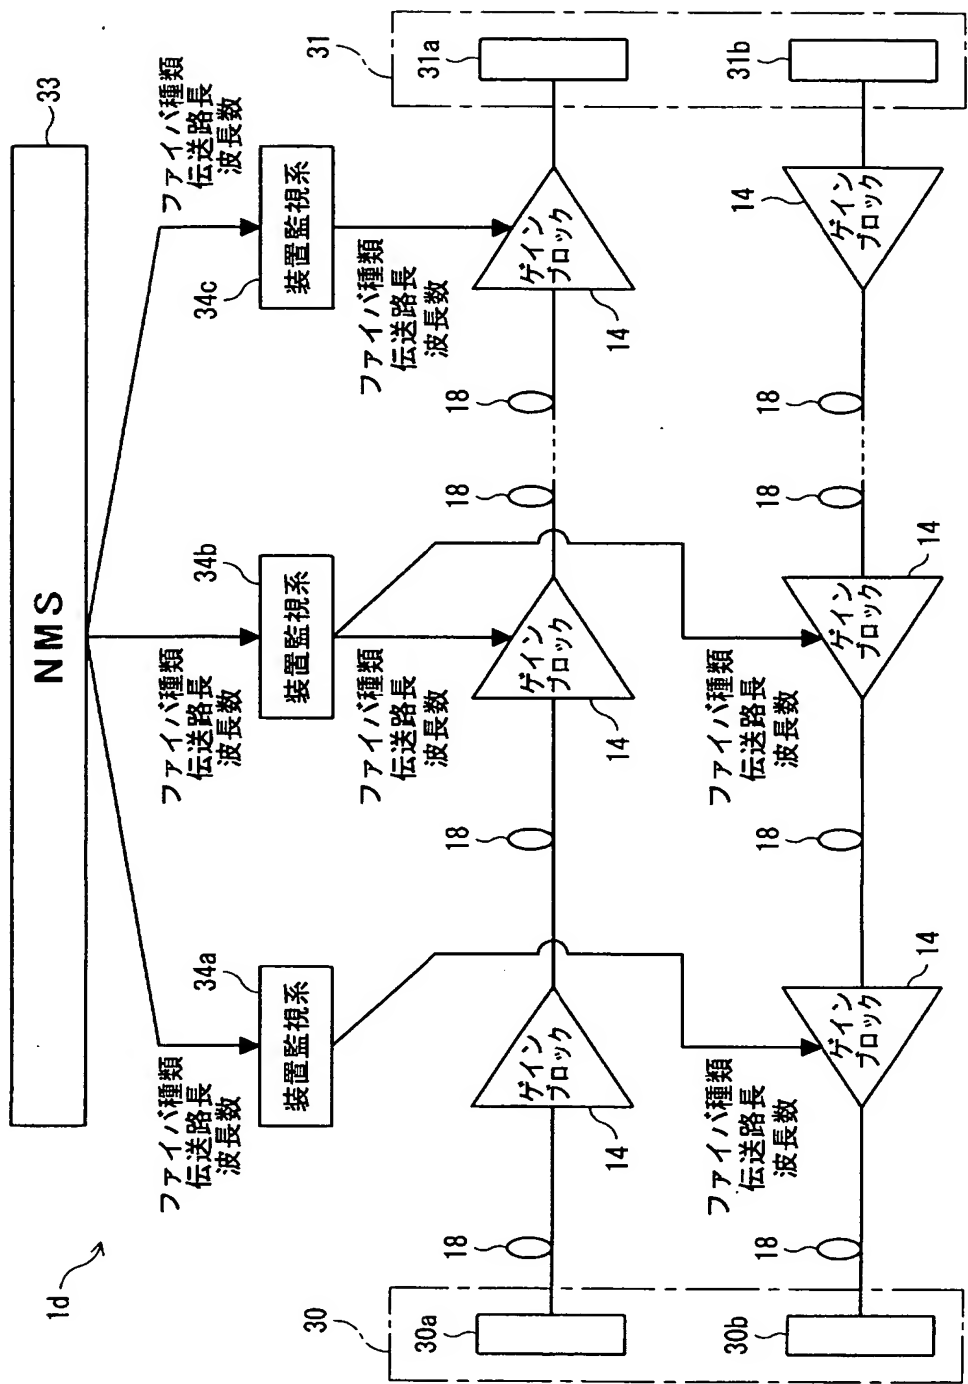 1d
33
NMS
ファイバ種類
伝送路長
波長数
ファイバ種類
伝送路長
波長数
ファイバ種類
伝送路長
波長数
34a
34b
34c
装置監視系
装置監視系
装置監視系
ファイバ種類
伝送路長
波長数
ファイバ種類
伝送路長
波長数
30
31
30a
18
18
18
18
31a
ゲイン
ブロック
ゲイン
ブロック
ゲイン
ブロック
14
14
14
ファイバ種類
伝送路長
波長数
ファイバ種類
伝送路長
波長数
30b
18
18
18
18
14
31b
ゲイン
ブロック
ゲイン
ブロック
ゲイン
ブロック
14
14